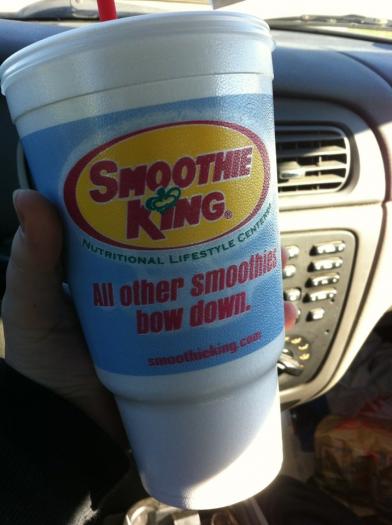 SMOOTHIE
KING®
NUTRITIONAL LIFESTYLE CENTERS
All other smoothies
bow down.
smoothieking.com